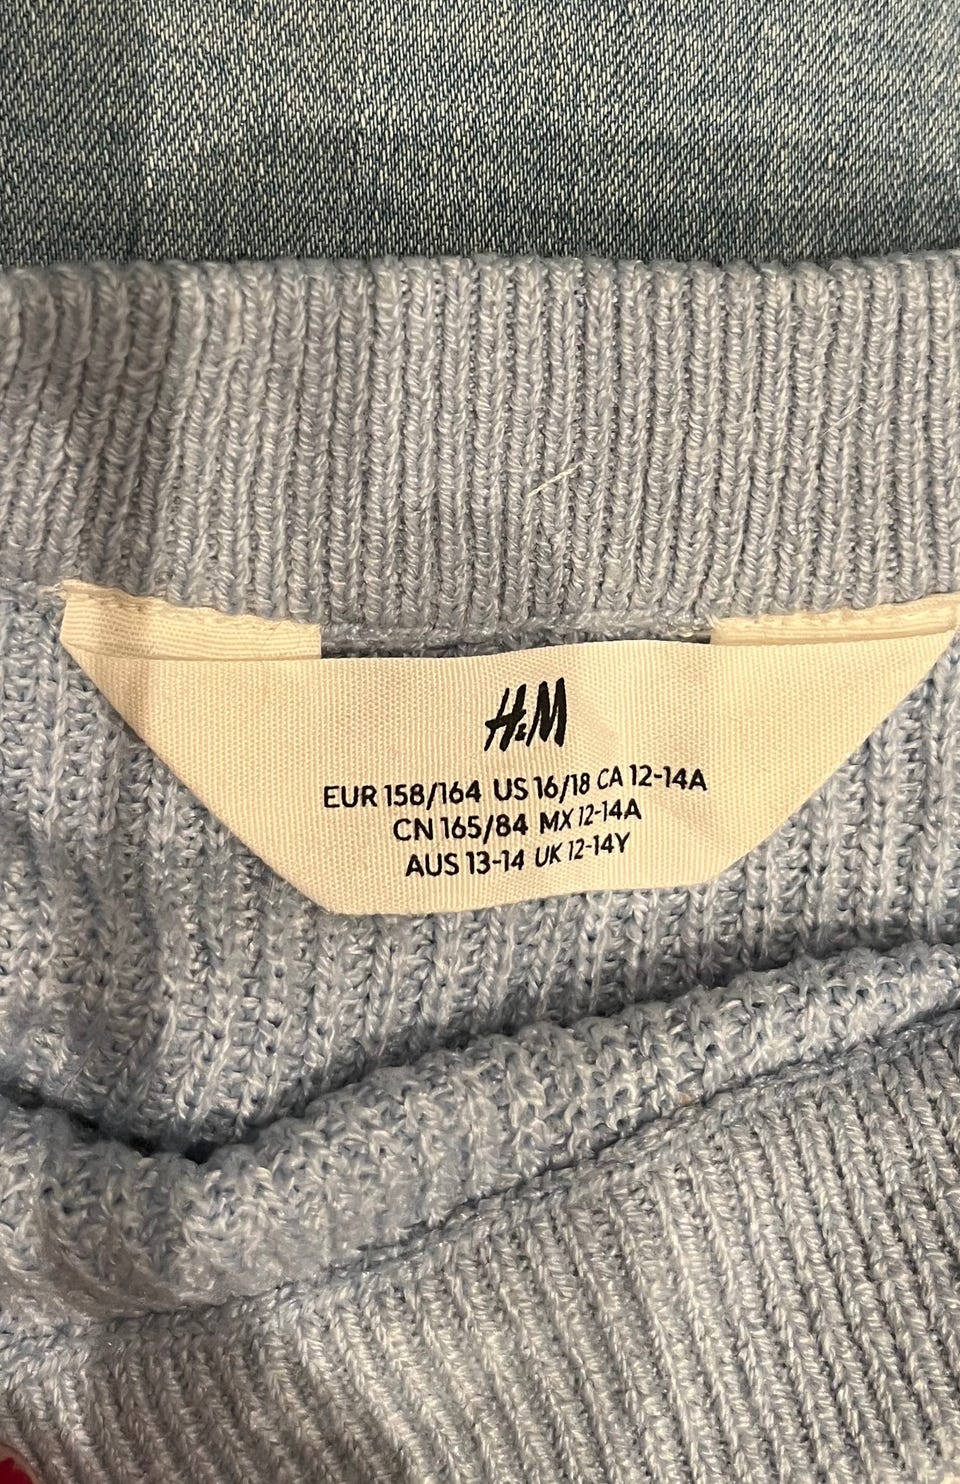 H&M
EUR 158/164 US 16/18 CA 12-14A
CN 165/84 MX 12-14A
AUS 13-14 UK 12-14Y